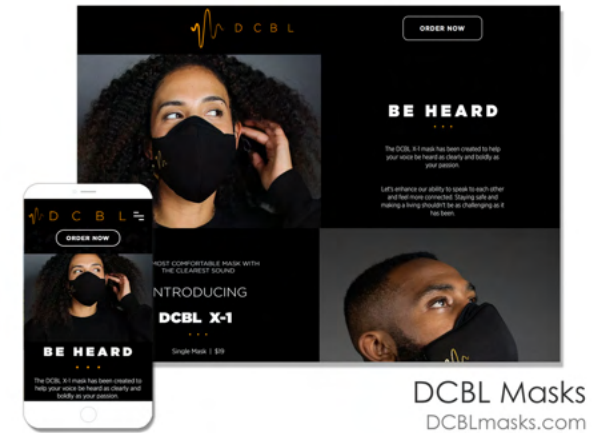 DCBL
ORDER NOW
BE HEARD
The DCBL X-1 mask has been created to help
your voice be heard as clearly and boldly as
your passion.
Let's enhance our ability to speak to each other
and feel more connected. Staying safe and
making a living shouldn't be as challenging as it
has been.
MOST COMFORTABLE MASK WITH
THE CLEAREST SOUND
NTRODUCING
DCBL X-1
Single Mask | $19
DCBL
ORDER NOW
BE HEARD
The DCBL X-1 mask has been created to
help your voice be heard as clearly and
boldly as your passion.
DCBL Masks
DCBLmasks.com